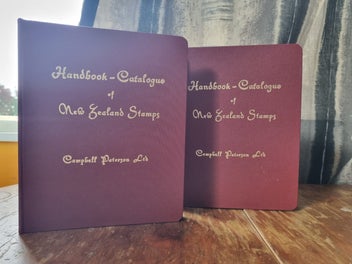 Handbook-Catalogue
of
New Zealand Stamps
Campbell Paterson Ltd
Handbook-Catalogue
of
New Zealand Stamps
Campbell Paterson Ltd